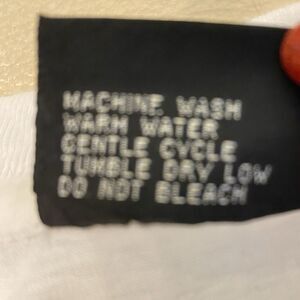 MACHINE WASH
WARM WATER
GENTLE CYCLE
TUMBLE DRY LOW
DO NOT BLEACH